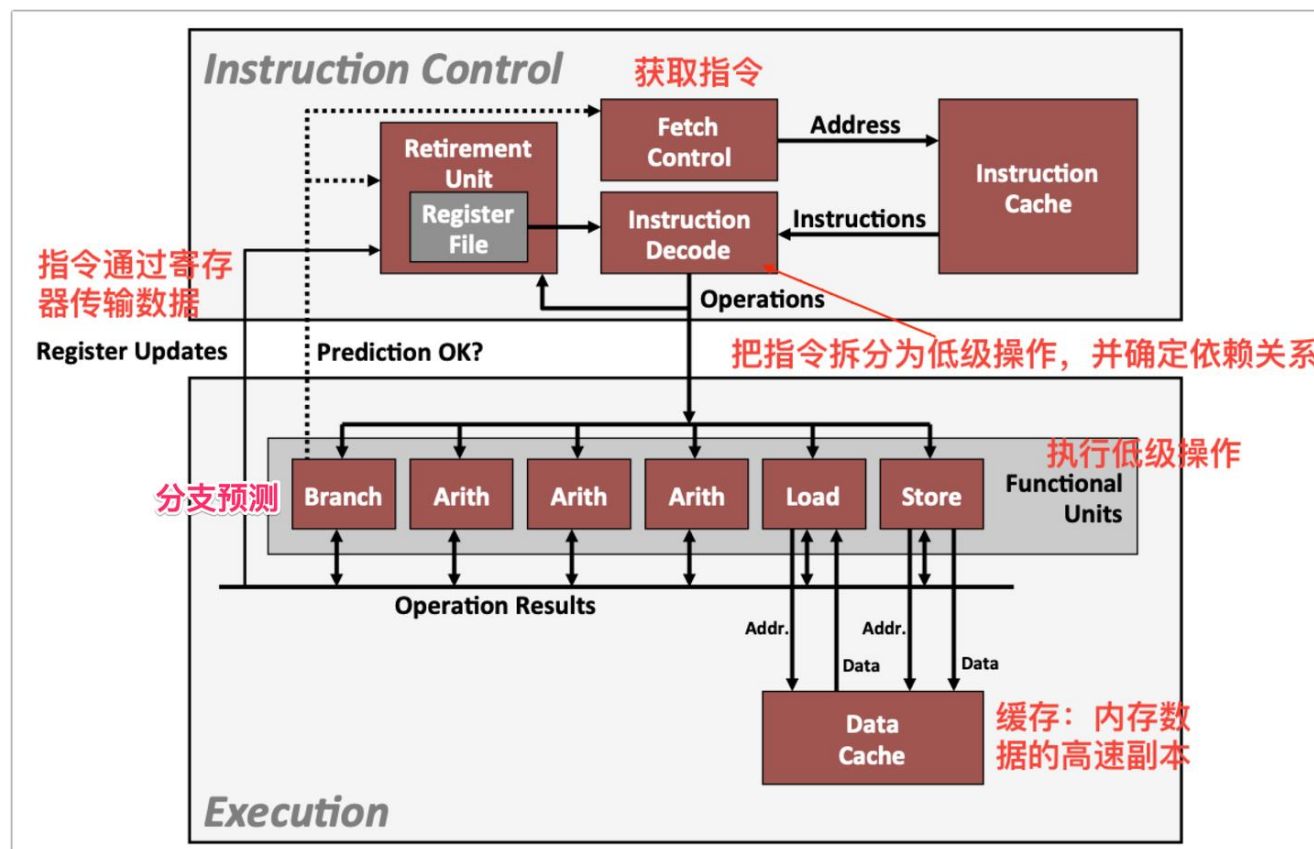 Instruction Control
获取指令
Fetch
Control
Address
Instruction
Cache
Retirement
Unit
Register
File
Instruction
Decode
Instructions
指令通过寄存
器传输数据
Operations
Register Updates
Prediction OK?
把指令拆分为低级操作，并确定依赖关系
执行低级操作
分支预测
Branch
Arith
Arith
Arith
Load
Store
Functional
Units
Operation Results
Addr.
Addr.
Data
Data
Data
Cache
缓存：内存数
据的高速副本
Execution